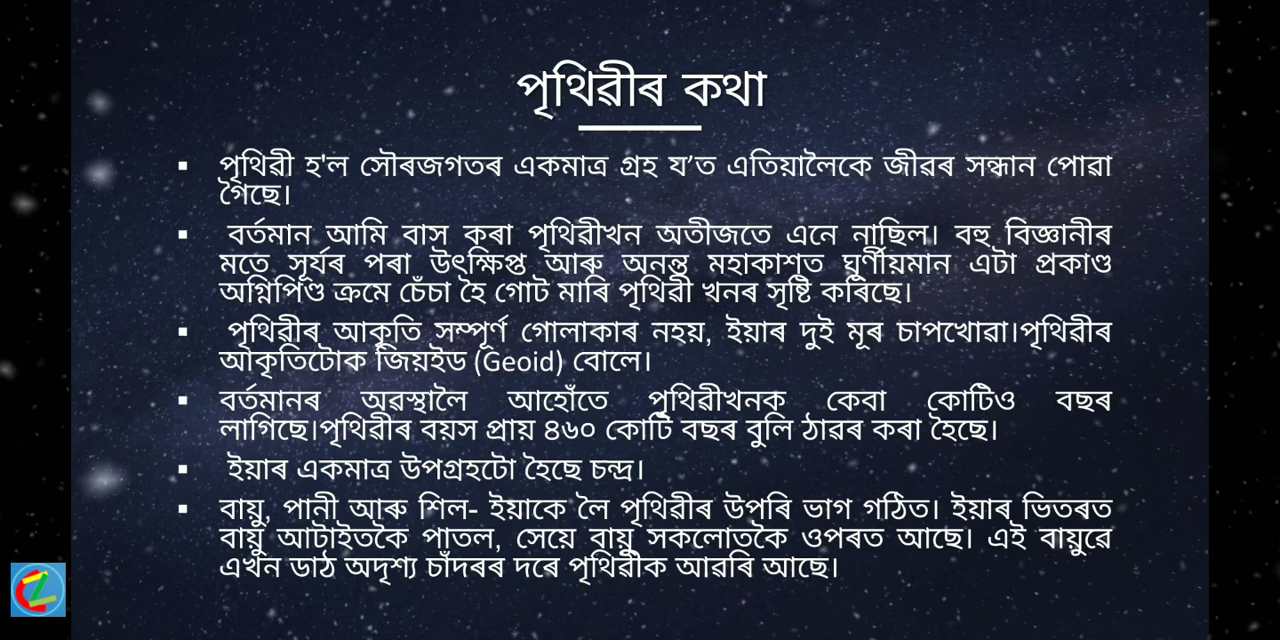 পৃথিৱীৰ কথা
▪ পৃথিৱী হ'ল সৌৰজগতৰ একমাত্ৰ গ্ৰহ য’ত এতিয়ালৈকে জীৱৰ সন্ধান পোৱা
গৈছে।
▪ বৰ্তমান আমি বাস কৰা পৃথিৱীখন অতীজতে এনে নাছিল। বহু বিজ্ঞানীৰ
মতে সূৰ্যৰ পৰা উৎক্ষিপ্ত আৰু অনন্ত মহাকাশত ঘুৰ্ণীয়মান এটা প্ৰকাণ্ড
অগ্নিপিণ্ড ক্ৰমে চেঁচা হৈ গোট মাৰি পৃথিৱী খনৰ সৃষ্টি কৰিছে।
▪ পৃথিৱীৰ আকৃতি সম্পূৰ্ণ গোলাকাৰ নহয়, ইয়াৰ দুই মূৰ চাপখোৱা।পৃথিৱীৰ
আকৃতিটোক জিয়ইড (Geoid) বোলে।
▪ বৰ্তমানৰ অৱস্থালৈ আহোঁতে পৃথিৱীখনক কেবা কোটিও বছৰ
লাগিছে।পৃথিৱীৰ বয়স প্ৰায় ৪৬০ কোটি বছৰ বুলি ঠাৱৰ কৰা হৈছে।
▪ ইয়াৰ একমাত্ৰ উপগ্ৰহটো হৈছে চন্দ্ৰ।
▪ বায়ু, পানী আৰু শিল- ইয়াকে লৈ পৃথিৱীৰ উপৰি ভাগ গঠিত। ইয়াৰ ভিতৰত
বায়ু আটাইতকৈ পাতল, সেয়ে বায়ু সকলোতকৈ ওপৰত আছে। এই বায়ুৱে
এখন ডাঠ অদৃশ্য চাঁদৰৰ দৰে পৃথিৱীক আৱৰি আছে।